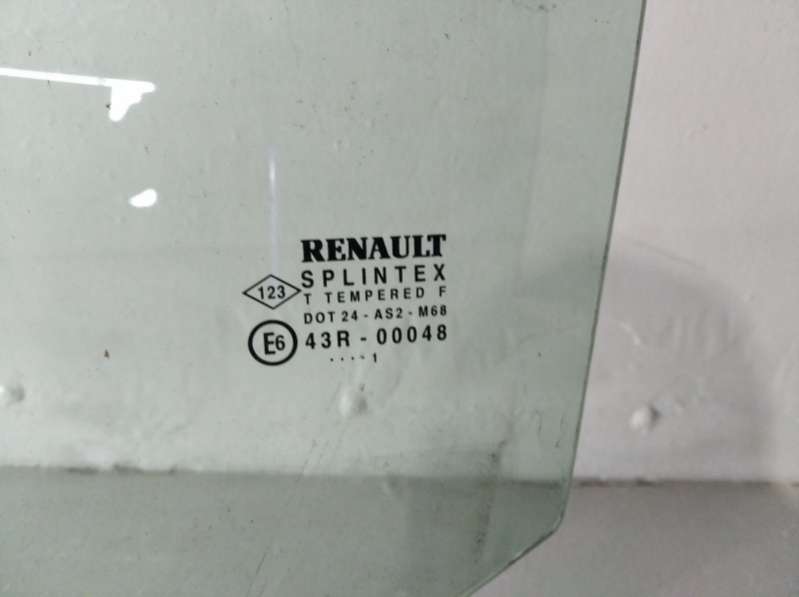 RENAULT
SPLINTEX
123
T TEMPERED F
DOT 24 - AS2 - M68
E6 43R - 00048
.... 1